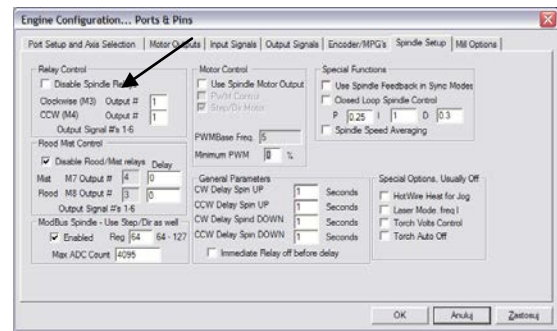 Engine Configuration... Ports & Pins
Port Setup and Axis Selection Motor Outputs Input Signals Output Signals Encoder/MPG's Spindle Setup Mill Options
Relay Control
Disable Spindle Relays
Clockwise (M3) Output # 1
CCW (M4) Output # 1
Output Signal #'s 1-6
Flood Mist Control
Disable Flood/Mist relays Delay
Mist M7 Output # 4 0
Flood M8 Output # 3 0
Output Signal #'s 1-6
ModBus Spindle - Use Step/Dir as well
Enabled Reg 64 64 - 127
Max ADC Count 4095
Motor Control
Use Spindle Motor Output
PWM Control
Step/Dir Motor
PWMBase Freq. 5
Minimum PWM 0 %
General Parameters
CW Delay Spin UP 1 Seconds
CCW Delay Spin UP 1 Seconds
CW Delay Spind DOWN 1 Seconds
CCW Delay Spin DOWN 1 Seconds
Immediate Relay off before delay
Special Functions
Use Spindle Feedback in Sync Modes
Closed Loop Spindle Control
P 0.25 I 1 D 0.3
Spindle Speed Averaging
Special Options, Usually Off
HotWire Heat for Jog
Laser Mode. freq
Torch Volts Control
Torch Auto Off
OK Anuluj Zastosuj